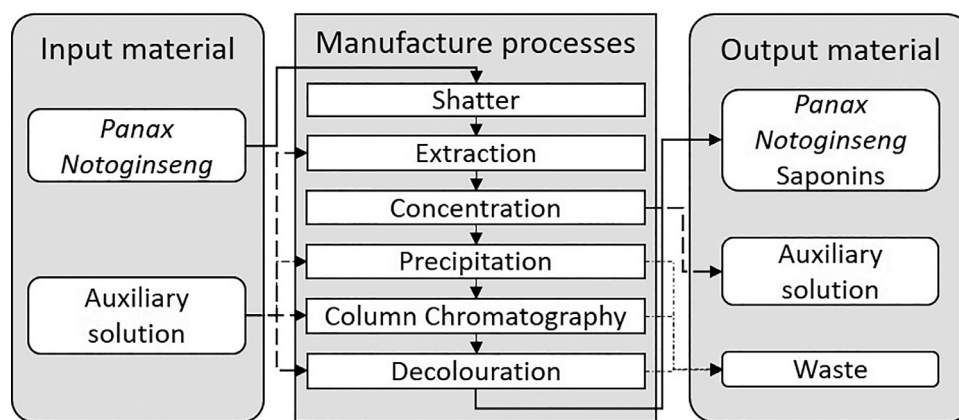 Input material
Panax
Notoginseng
Auxiliary
solution
Manufacture processes
Shatter
Extraction
Concentration
Precipitation
Column Chromatography
Decolouration
Output material
Panax
Notoginseng
Saponins
Auxiliary
solution
Waste